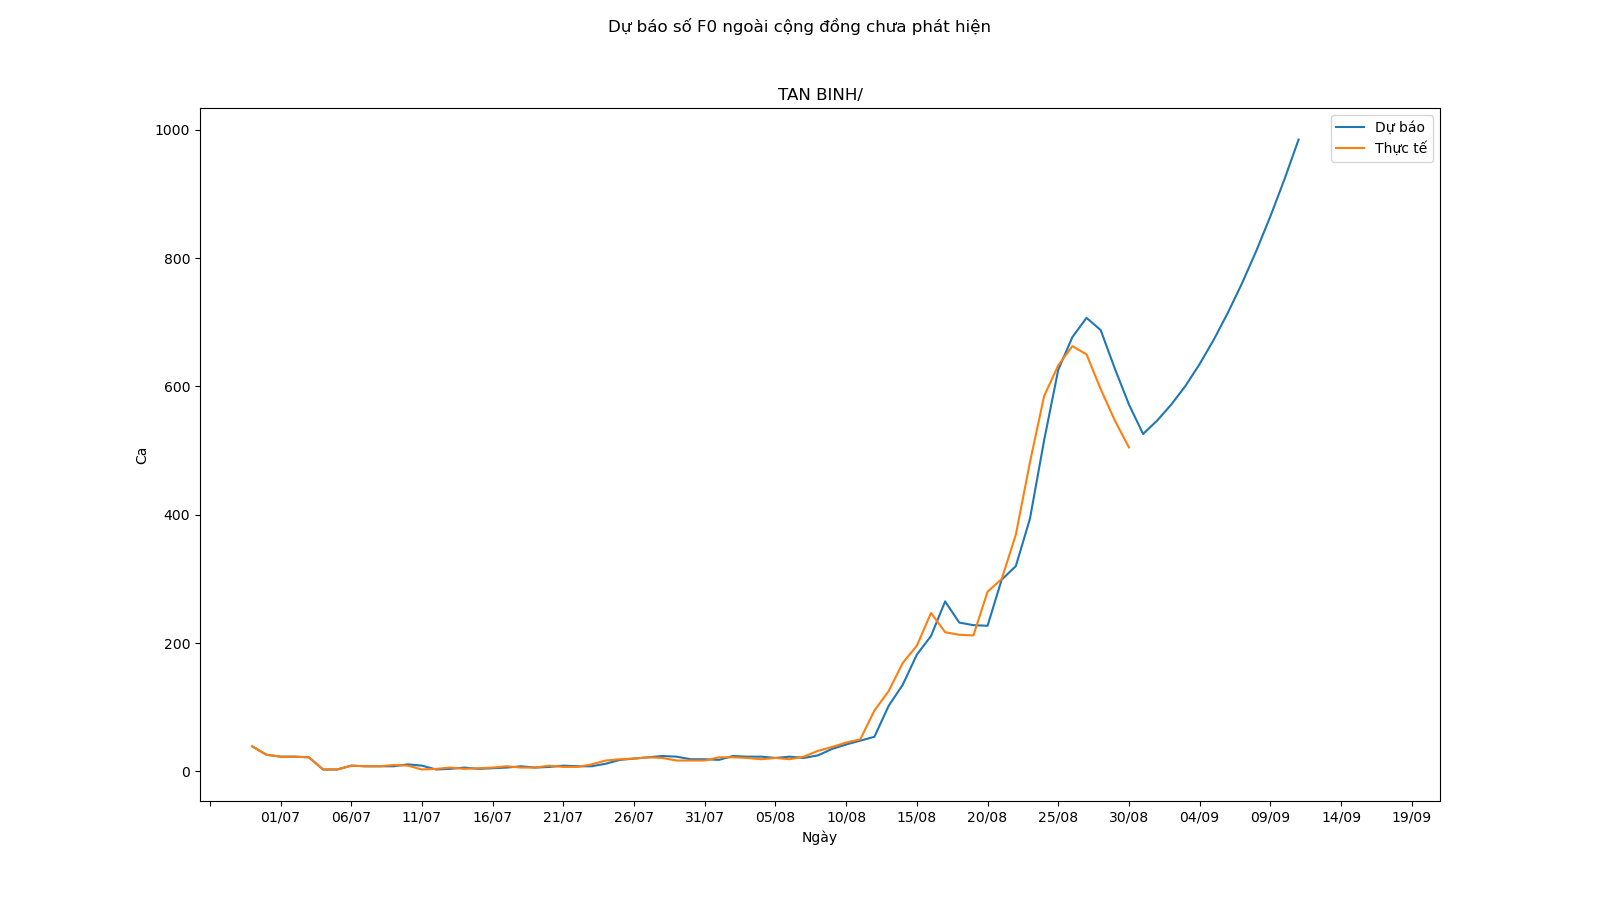 Dự báo số F0 ngoài cộng đồng chưa phát hiện
TAN BINH/
Dự báo
Thực tế
1000
800
600
400
200
0
Ca
01/07 06/07 11/07 16/07 21/07 26/07 31/07 05/08 10/08 15/08 20/08 25/08 30/08 04/09 09/09 14/09 19/09
Ngày